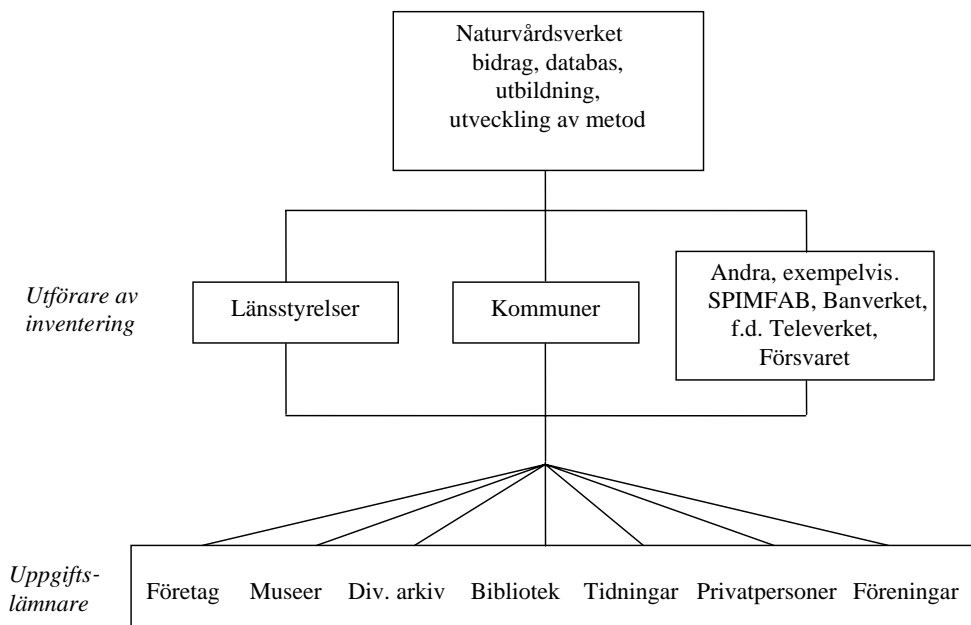 Naturvårdsverket
bidrag, databas,
utbildning,
utveckling av metod
Utförare av
inventering
Länsstyrelser
Kommuner
Andra, exempelvis.
SPIMFAB, Banverket,
f.d. Televerket,
Försvaret
Uppgifts-
lämnare
Företag Museer Div. arkiv Bibliotek Tidningar Privatpersoner Föreningar